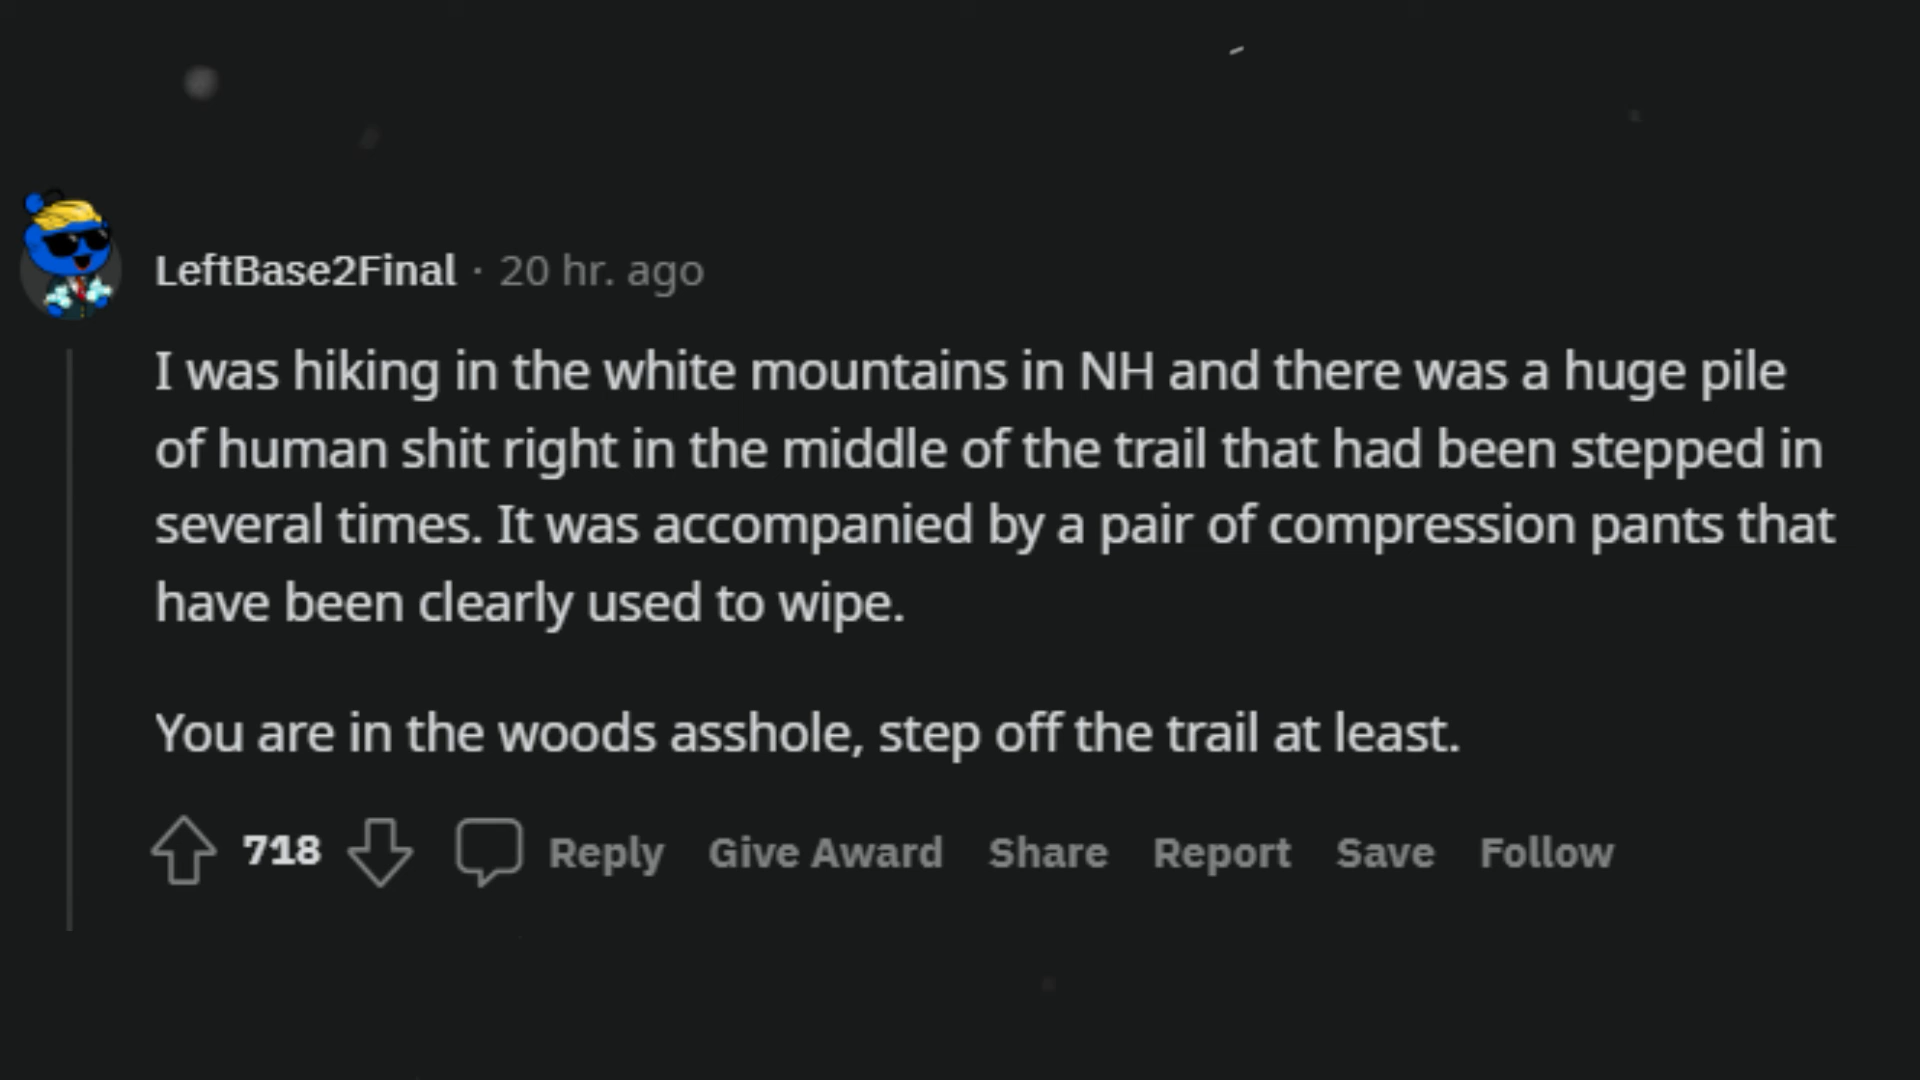 LeftBase2Final · 20 hr. ago
I was hiking in the white mountains in NH and there was a huge pile
of human shit right in the middle of the trail that had been stepped in
several times. It was accompanied by a pair of compression pants that
have been clearly used to wipe.
You are in the woods asshole, step off the trail at least.
718 Reply Give Award Share Report Save Follow